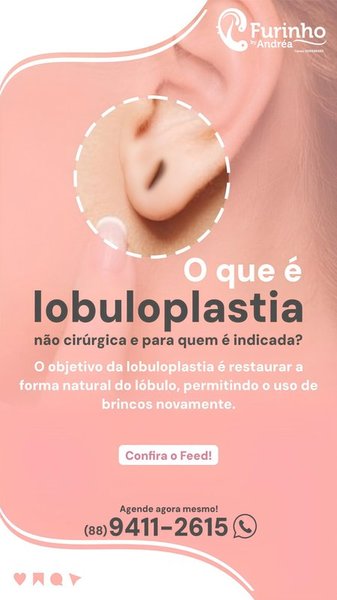 Furinho
by Andréa
O que é
lobuloplastia
não cirúrgica e para quem é indicada?
O objetivo da lobuloplastia é restaurar a
forma natural do lóbulo, permitindo o uso de
brincos novamente.
Confira o Feed!
Agende agora mesmo!
(88) 9411-2615